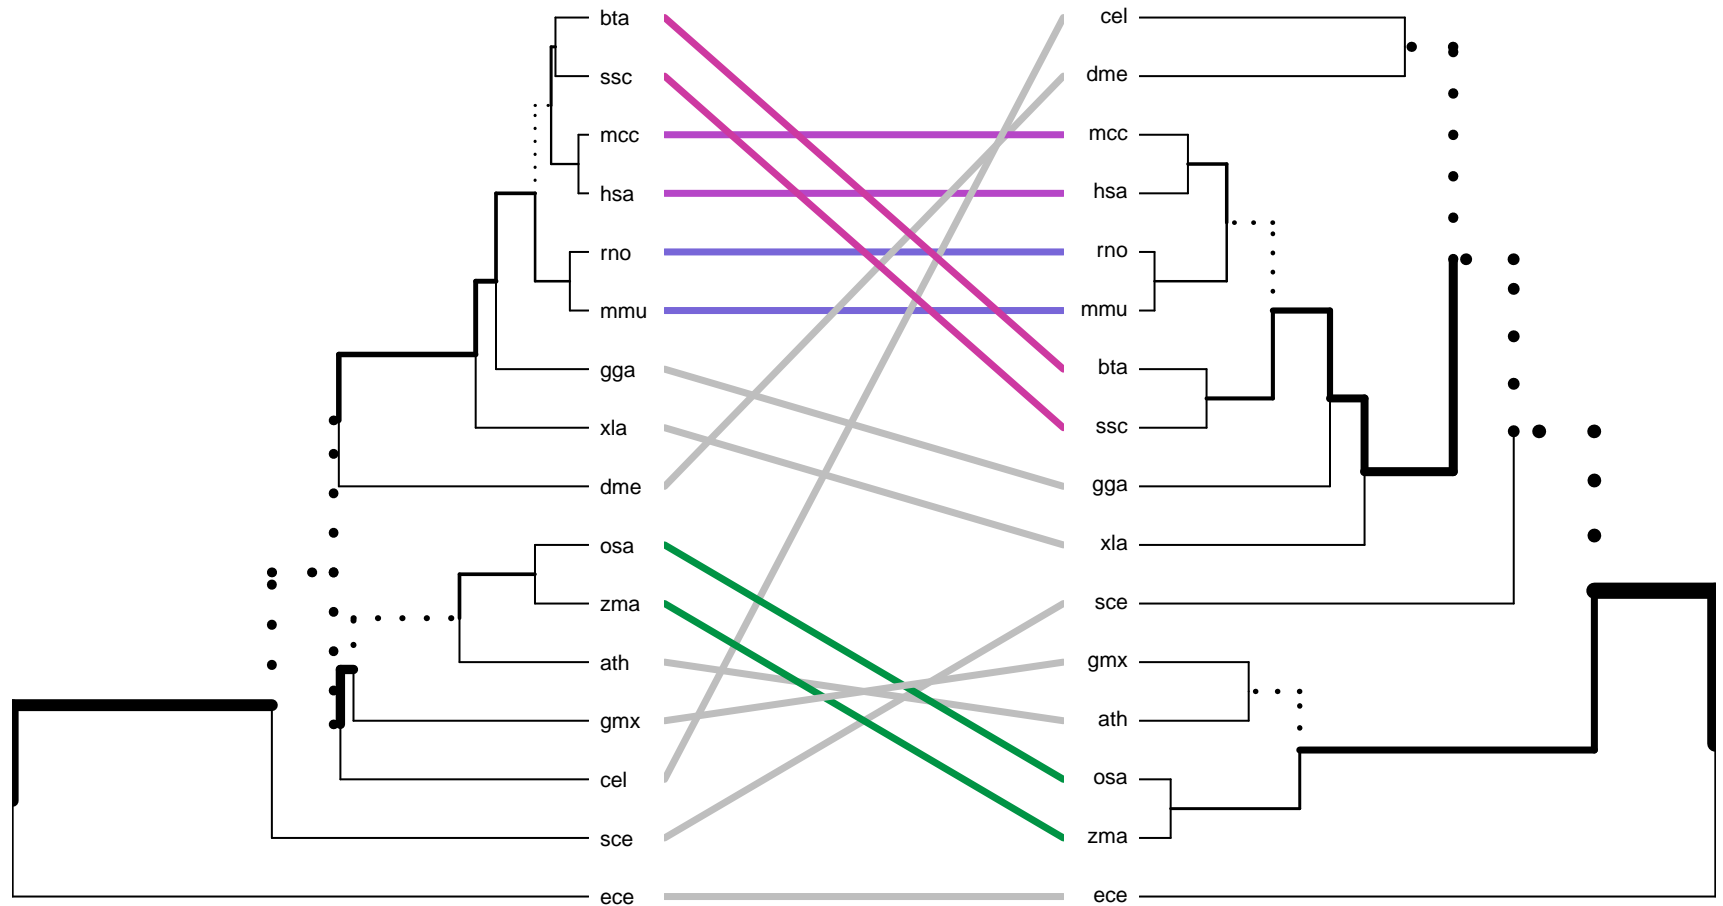 bta
ssc
mcc
hsa
rno
mmu
gga
xla
dme
osa
zma
ath
gmx
cel
sce
ece
cel
dme
mcc
hsa
rno
mmu
bta
ssc
gga
xla
sce
gmx
ath
osa
zma
ece